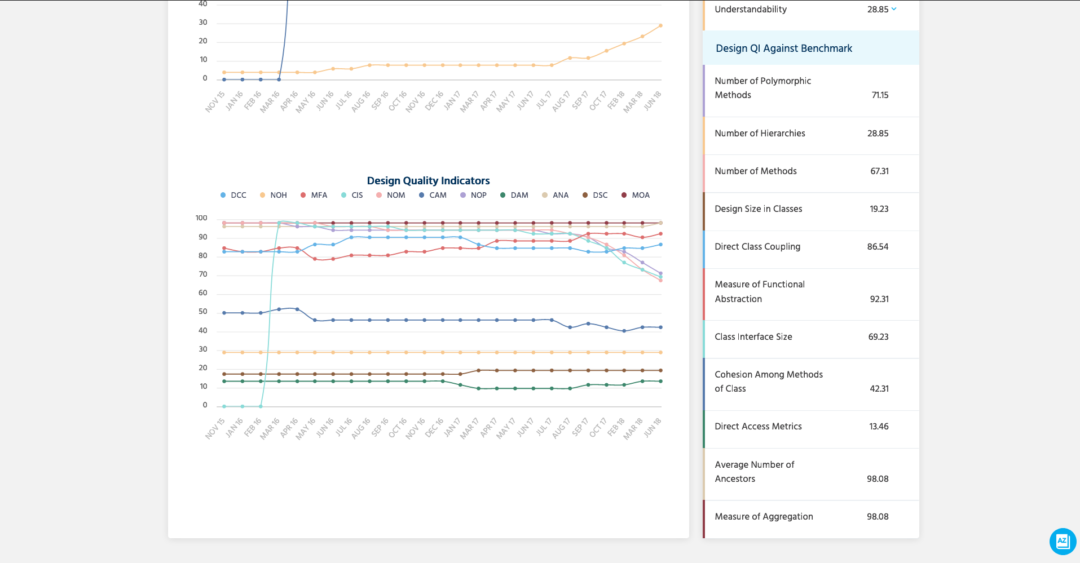 40
30
20
10
0
NOV 15
JAN 16
FEB 16
MAR 16
APR 16
MAY 16
JUN 16
JUL 16
AUG 16
SEP 16
OCT 16
NOV 16
DEC 16
JAN 17
MAR 17
APR 17
MAY 17
JUN 17
JUL 17
AUG 17
SEP 17
OCT 17
FEB 18
MAR 18
JUN 18
Design Quality Indicators
DCC NOH MFA CIS NOM CAM NOP DAM ANA DSC MOA
100
90
80
70
60
50
40
30
20
10
0
NOV 15
JAN 16
FEB 16
MAR 16
APR 16
MAY 16
JUN 16
JUL 16
AUG 16
SEP 16
OCT 16
NOV 16
DEC 16
JAN 17
MAR 17
APR 17
MAY 17
JUN 17
JUL 17
AUG 17
SEP 17
OCT 17
FEB 18
MAR 18
JUN 18
Understandability 28.85
Design QI Against Benchmark
Number of Polymorphic
Methods 71.15
Number of Hierarchies 28.85
Number of Methods 67.31
Design Size in Classes 19.23
Direct Class Coupling 86.54
Measure of Functional
Abstraction 92.31
Class Interface Size 69.23
Cohesion Among Methods
of Class 42.31
Direct Access Metrics 13.46
Average Number of
Ancestors 98.08
Measure of Aggregation 98.08
AZ